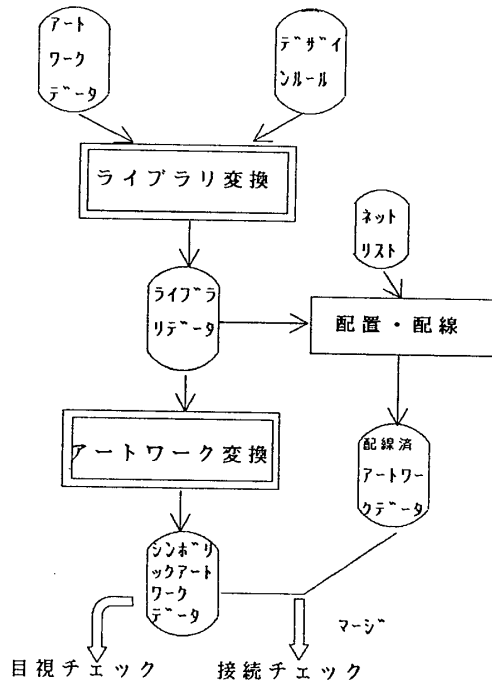 アート
ワーク
データ
デザイ
ンルール
ライブラリ変換
ネット
リスト
ライブラ
リデータ
配置・配線
アートワーク変換
配線済
アートワー
クデータ
シンボリ
ックアート
ワーク
データ
マージ
目視チェック
接続チェック